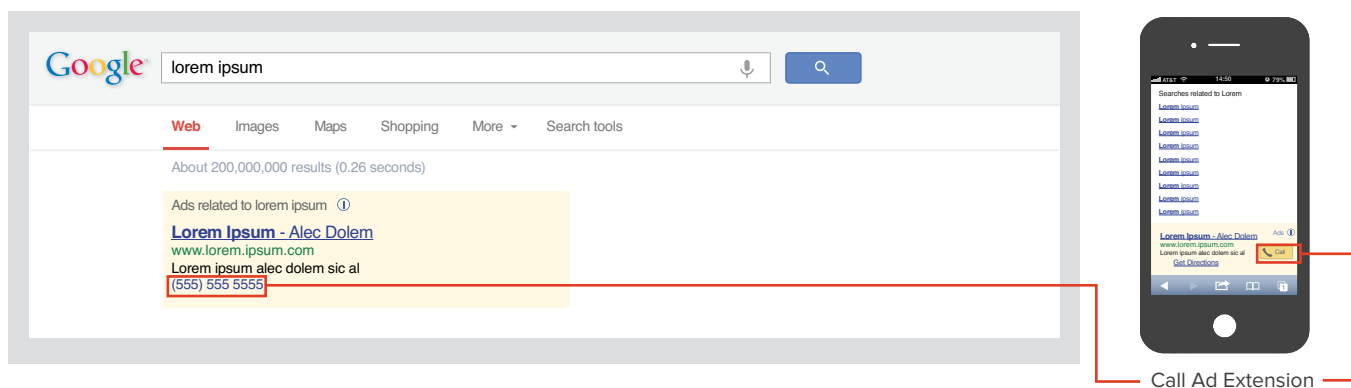 Google lorem ipsum
Web Images Maps Shopping More Search tools
About 200,000,000 results (0.26 seconds)
Ads related to lorem ipsum
Lorem Ipsum - Alec Dolem
www.lorem.ipsum.com
Lorem ipsum alec dolem sic al
(555) 555 5555
AT&T 14:50 79%
Searches related to Lorem
Lorem ipsum
Lorem ipsum
Lorem ipsum
Lorem ipsum
Lorem ipsum
Lorem ipsum
Lorem ipsum
Lorem ipsum
Lorem ipsum
Lorem Ipsum - Alec Dolem Ads
www.lorem.ipsum.com
Lorem ipsum alec dolem sic al Call
Get Directions
1
Call Ad Extension